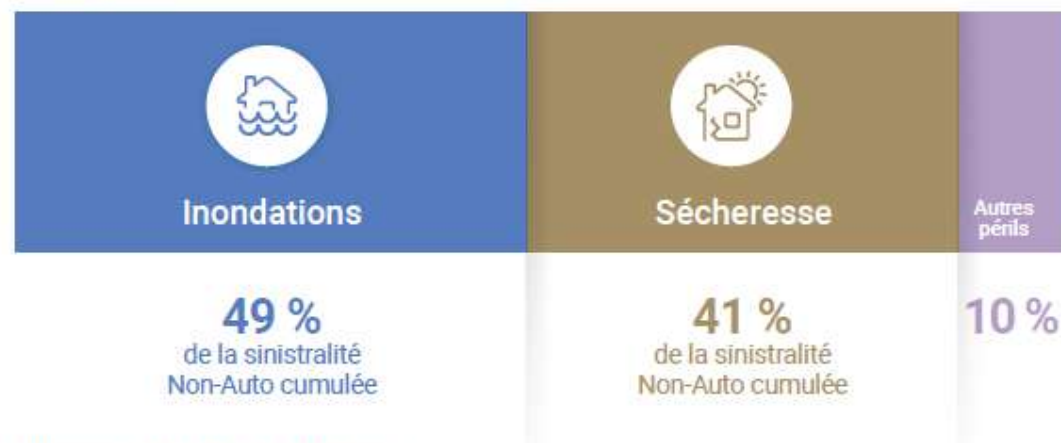 Inondations
Sécheresse
Autres
périls
49 %
de la sinistralité
Non-Auto cumulée
41 %
de la sinistralité
Non-Auto cumulée
10 %